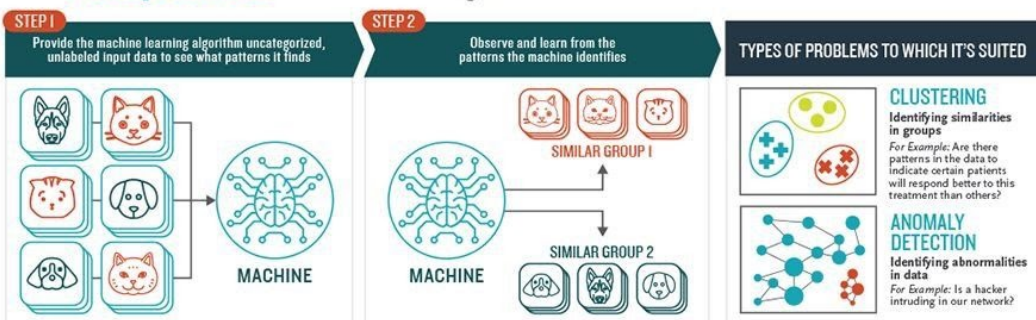 STEP 1
Provide the machine learning algorithm uncategorized,
unlabeled input data to see what patterns it finds
MACHINE
STEP 2
Observe and learn from the
patterns the machine identifies
MACHINE
SIMILAR GROUP 1
SIMILAR GROUP 2
TYPES OF PROBLEMS TO WHICH IT'S SUITED
CLUSTERING
Identifying similarities
in groups
For Example: Are there
patterns in the data to
indicate certain patients
will respond better to this
treatment than others?
ANOMALY
DETECTION
Identifying abnormalities
in data
For Example: Is a hacker
intruding in our network?